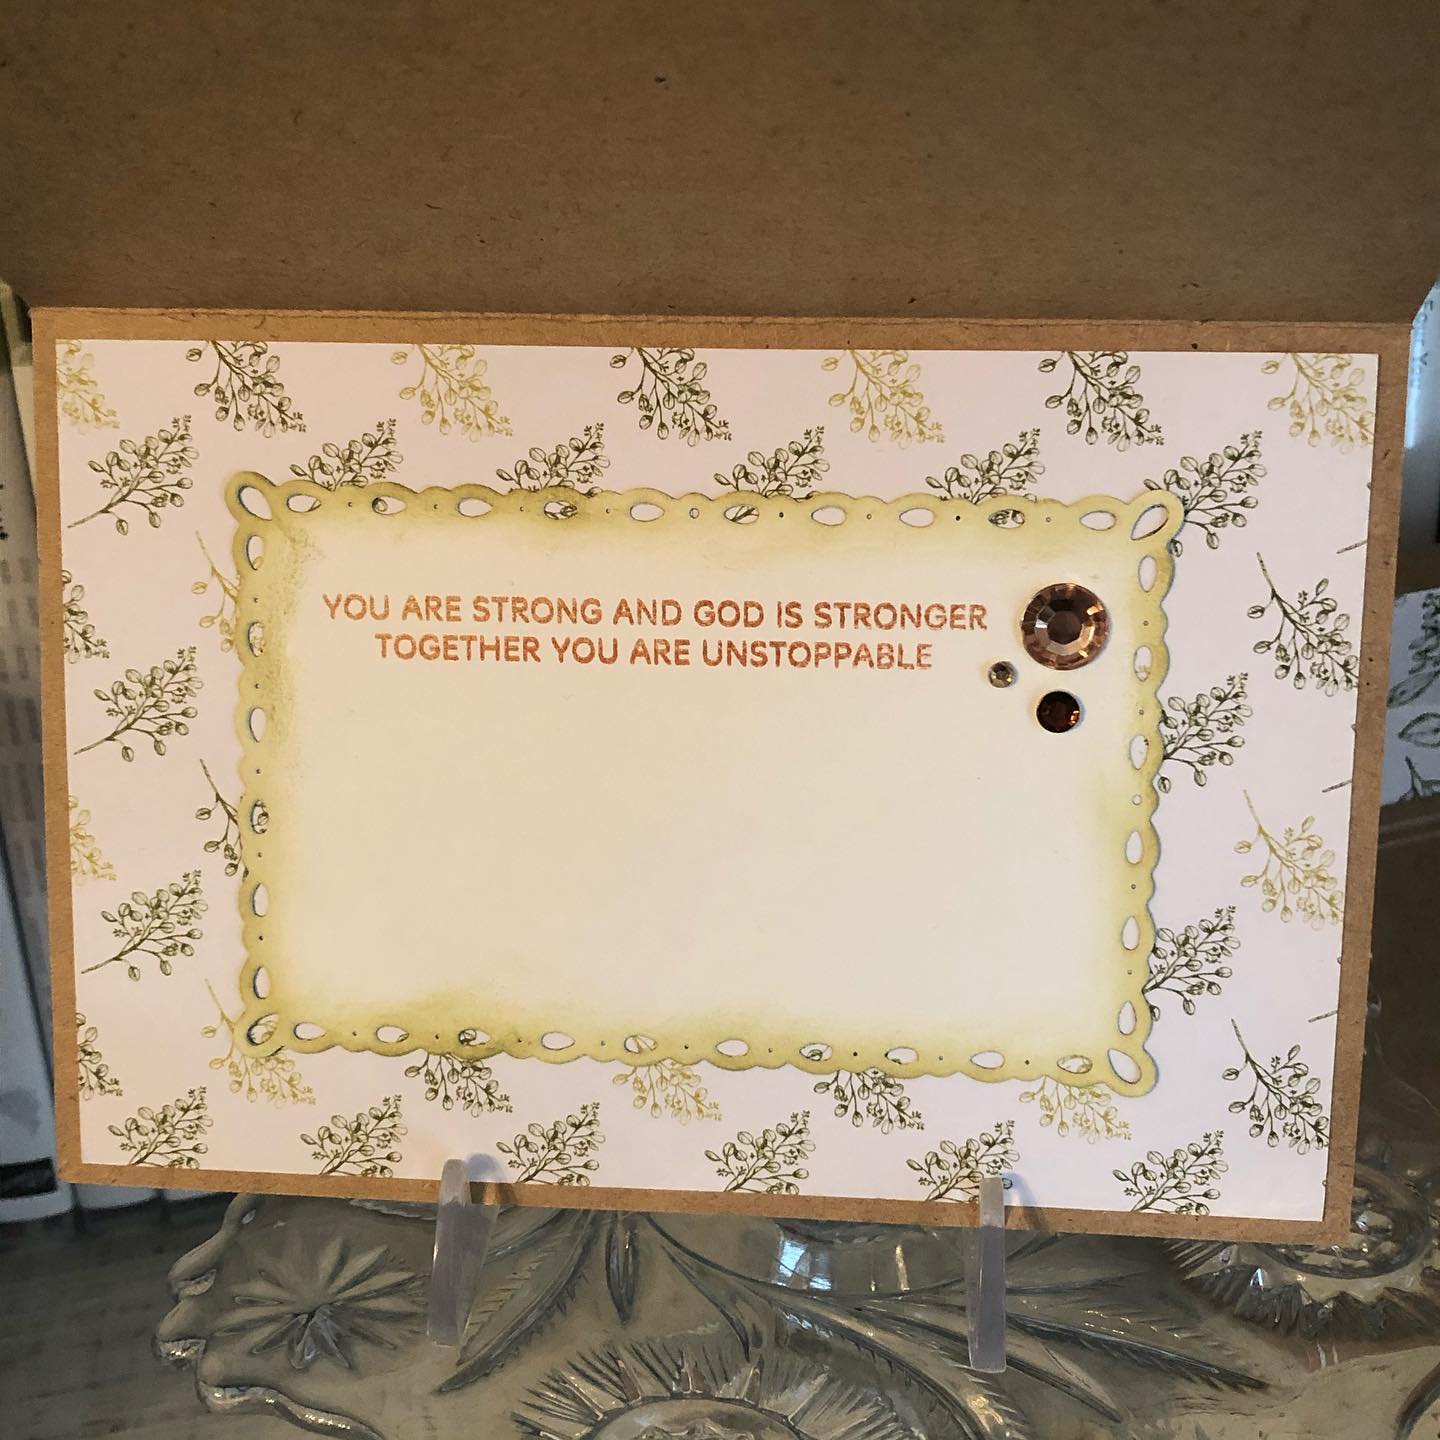 YOU ARE STRONG AND GOD IS STRONGER
TOGETHER YOU ARE UNSTOPPABLE